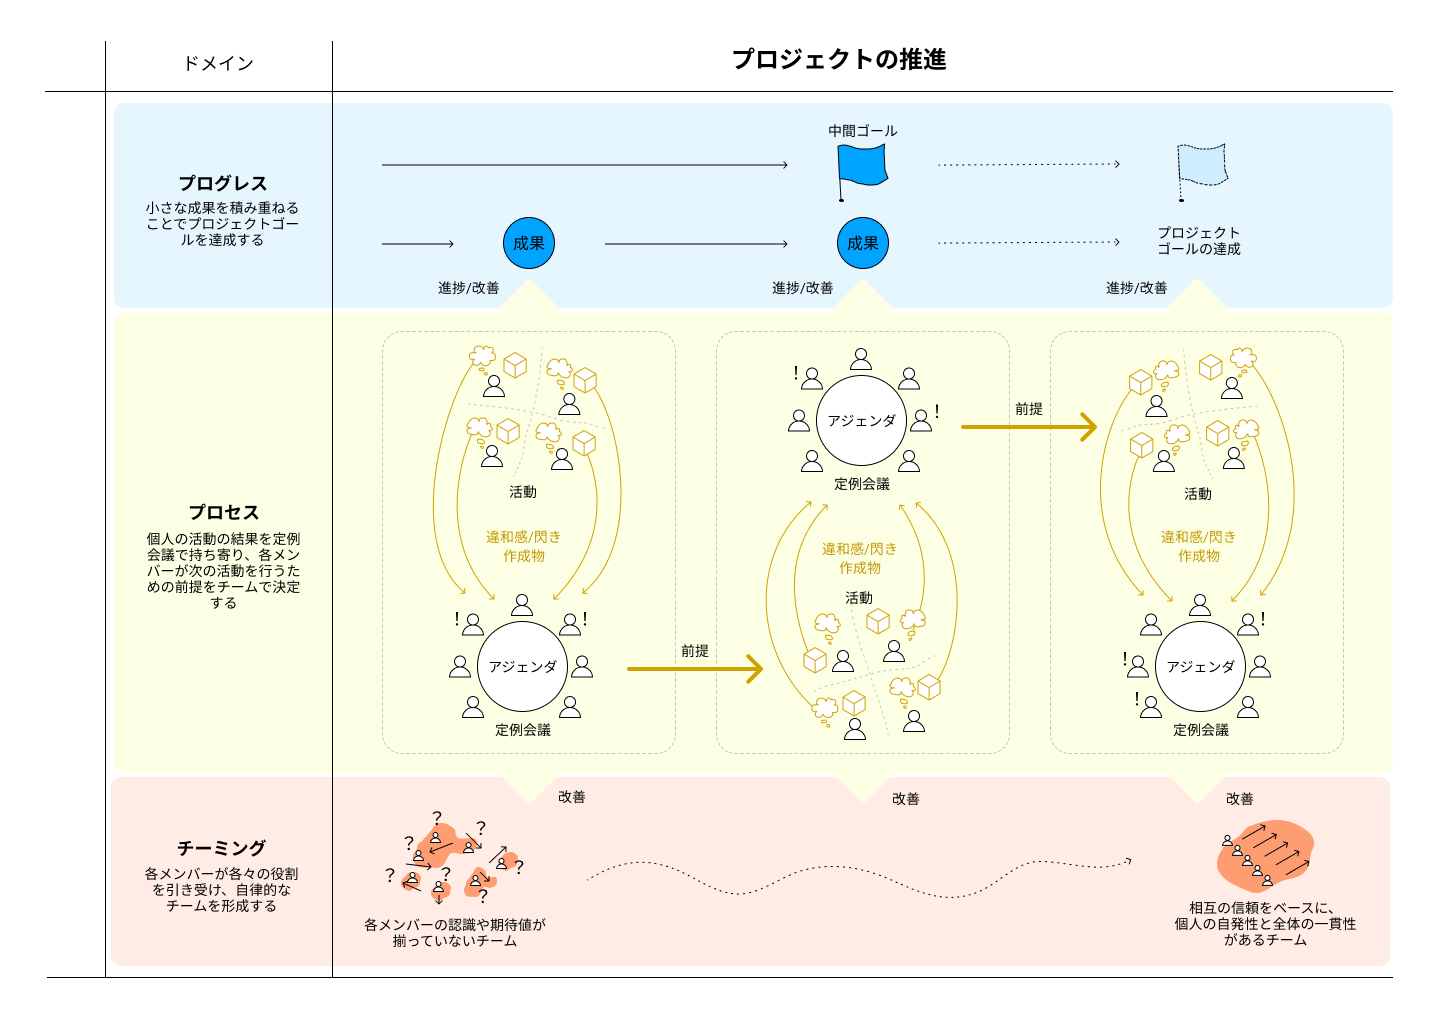 ドメイン
プロジェクトの推進
プログレス
小さな成果を積み重ねる
ことでプロジェクトゴー
ルを達成する
中間ゴール
成果
成果
プロジェクト
ゴールの達成
進捗/改善
進捗/改善
進捗/改善
プロセス
個人の活動の結果を定例
会議で持ち寄り、各メン
バーが次の活動を行うた
めの前提をチームで決定
する
活動
違和感/閃き
作成物
!
!
アジェンダ
定例会議
前提
!
!
アジェンダ
定例会議
違和感/閃き
作成物
活動
前提
活動
違和感/閃き
作成物
!
!
!
アジェンダ
定例会議
チーミング
各メンバーが各々の役割
を引き受け、自律的な
チームを形成する
改善
改善
改善
?
?
?
?
?
?
?
各メンバーの認識や期待値が
揃っていないチーム
相互の信頼をベースに、
個人の自発性と全体の一貫性
があるチーム